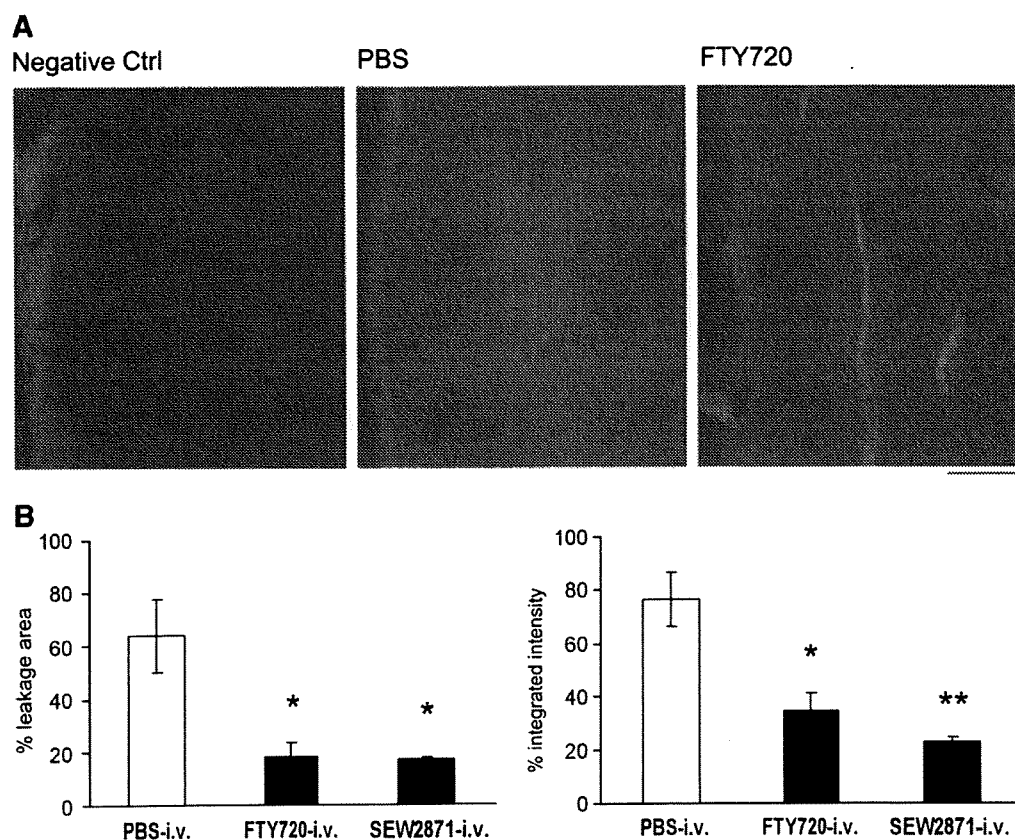 A
Negative Ctrl PBS FTY720
B
% leakage area
100
80
60
40
20
0
*
*
PBS-i.v. FTY720-i.v. SEW2871-i.v.
% integrated intensity
100
80
60
40
20
0
*
**
PBS-i.v. FTY720-i.v. SEW2871-i.v.